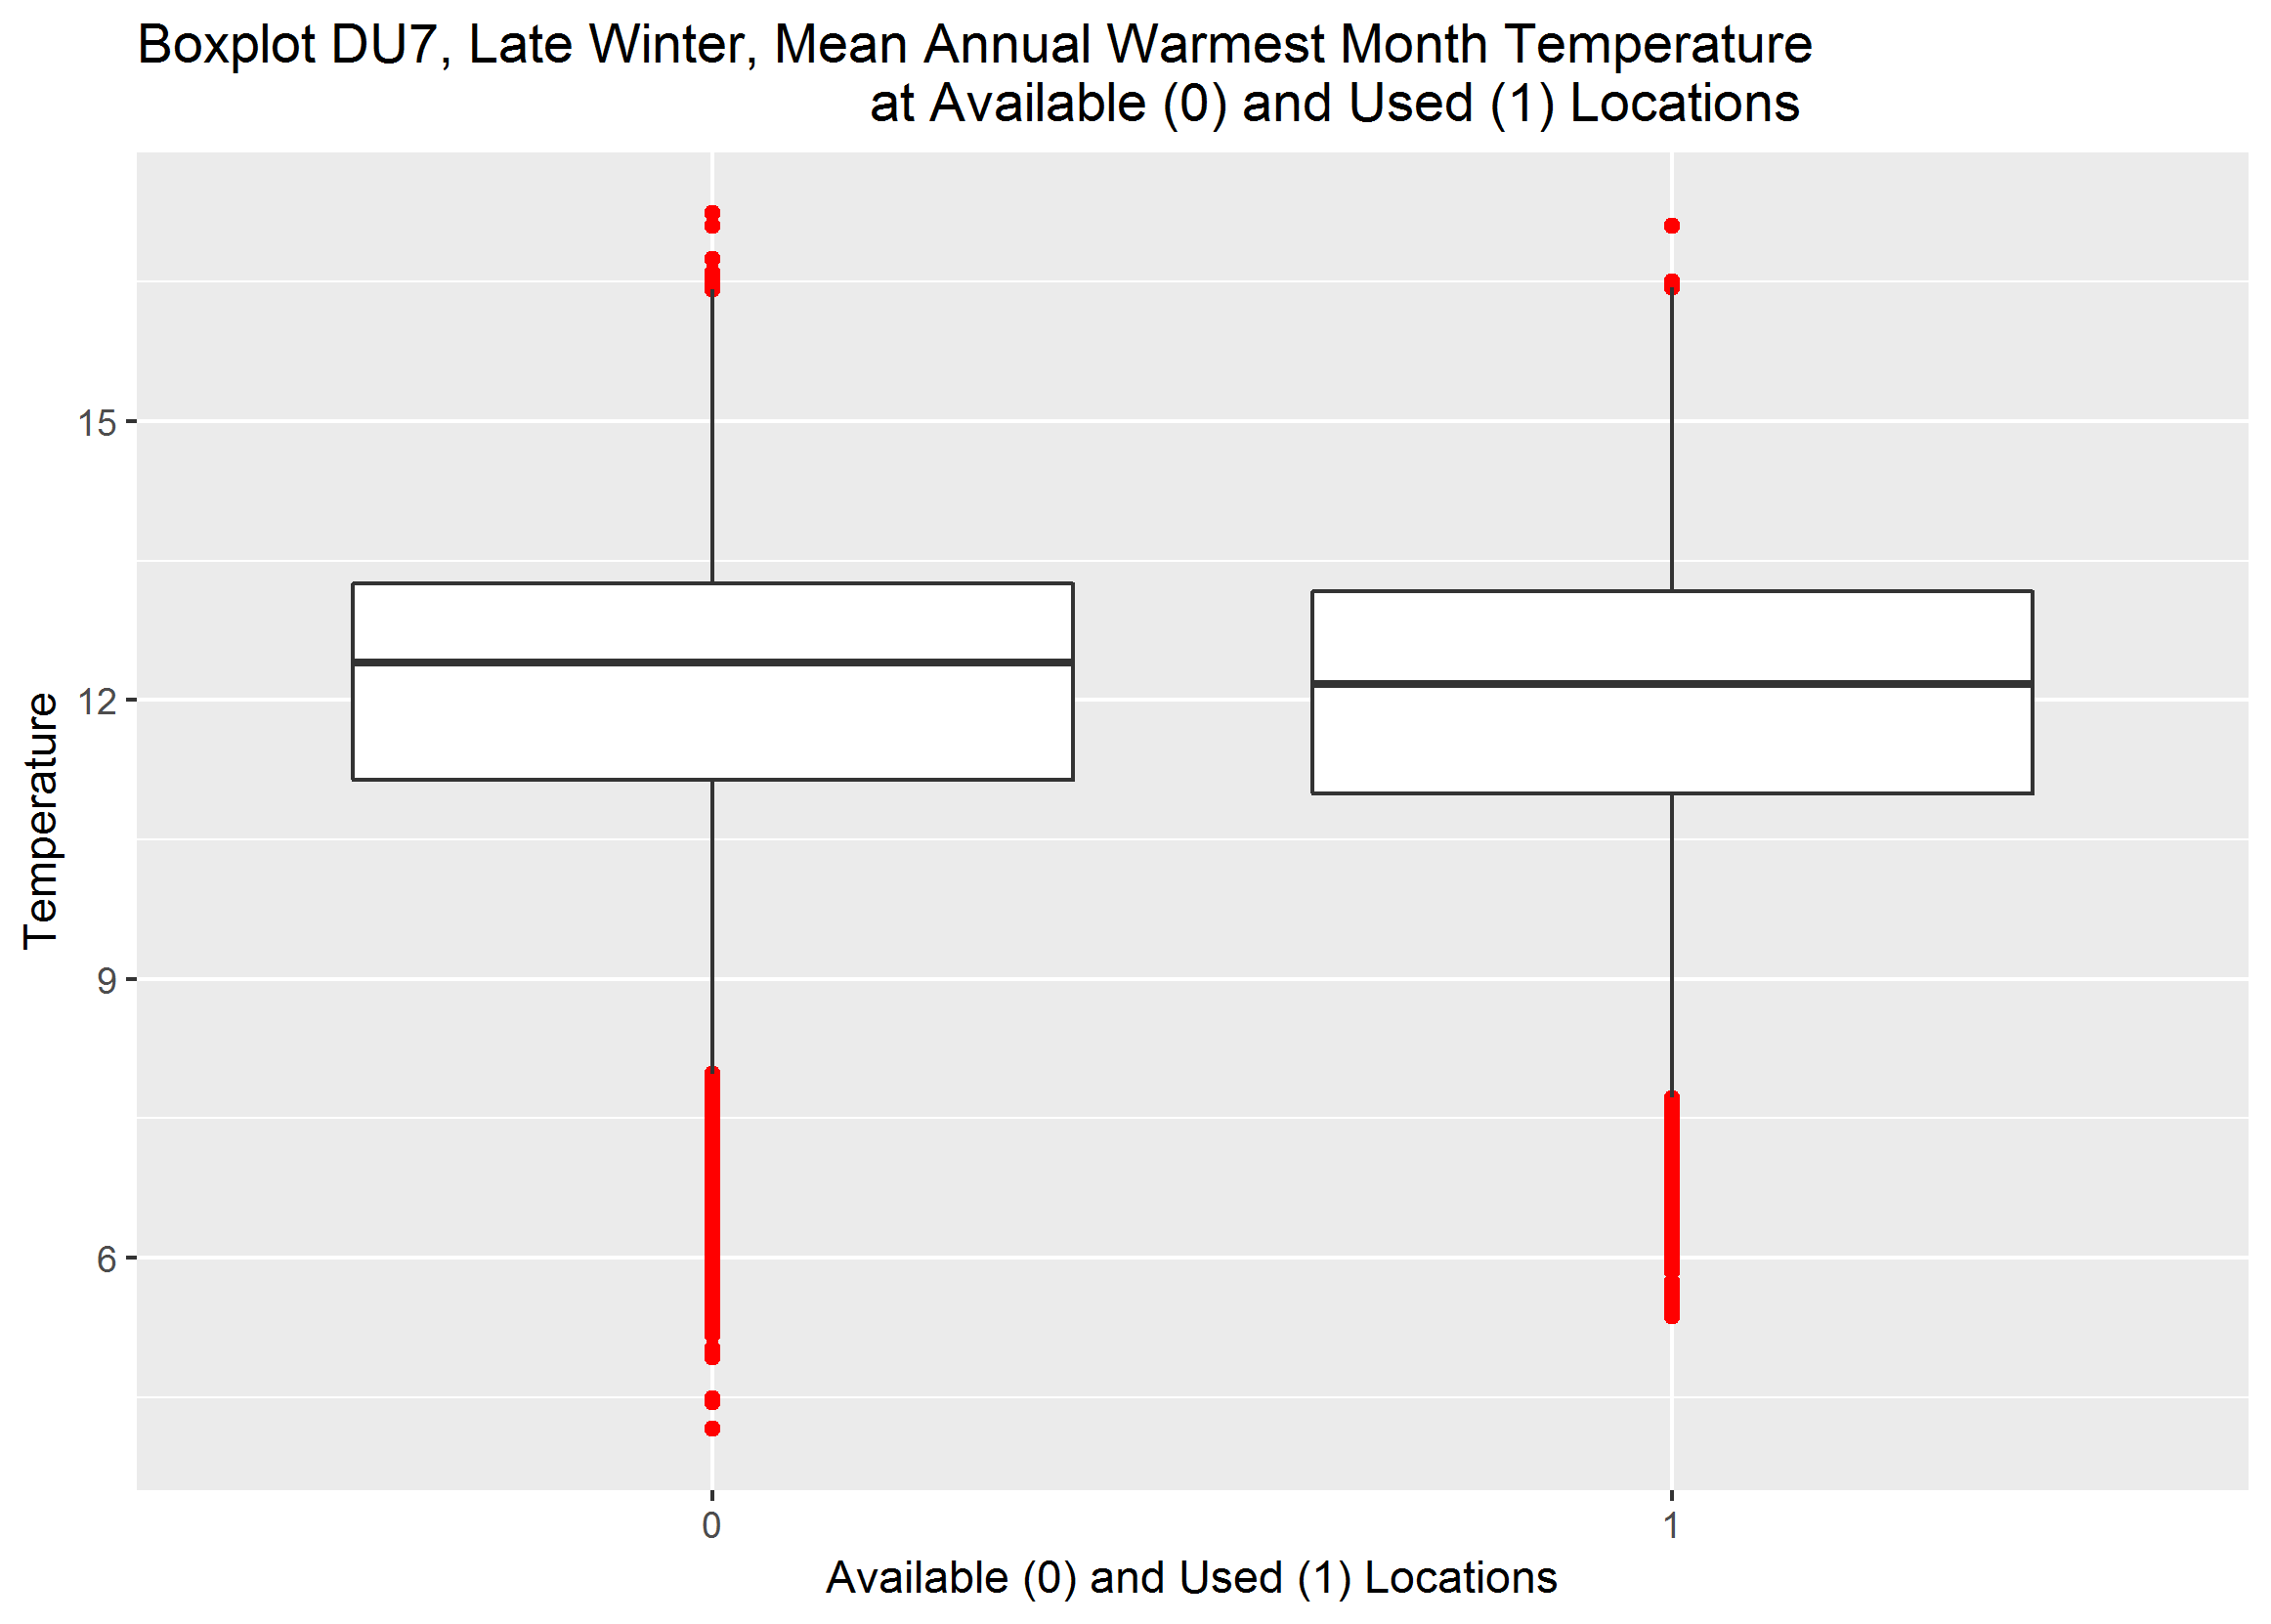 Boxplot DU7, Late Winter, Mean Annual Warmest Month Temperature
at Available (0) and Used (1) Locations
15
12
9
6
Temperature
0
1
Available (0) and Used (1) Locations